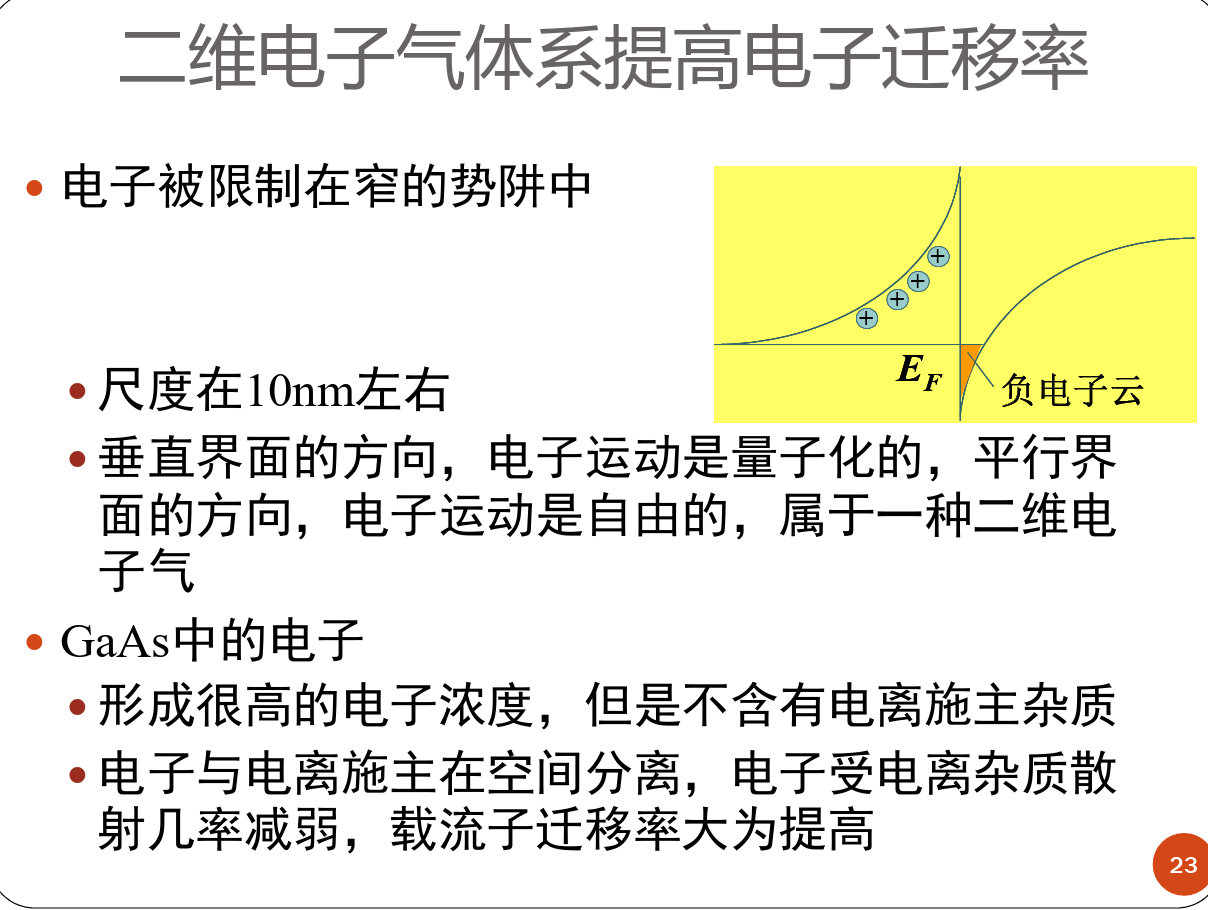 二维电子气体系提高电子迁移率
• 电子被限制在窄的势阱中
+
+
+
+
E_F
负电子云
• 尺度在10nm左右
• 垂直界面的方向，电子运动是量子化的，平行界
面的方向，电子运动是自由的，属于一种二维电
子气
• GaAs中的电子
• 形成很高的电子浓度，但是不含有电离施主杂质
• 电子与电离施主在空间分离，电子受电离杂质散
射几率减弱，载流子迁移率大为提高
23